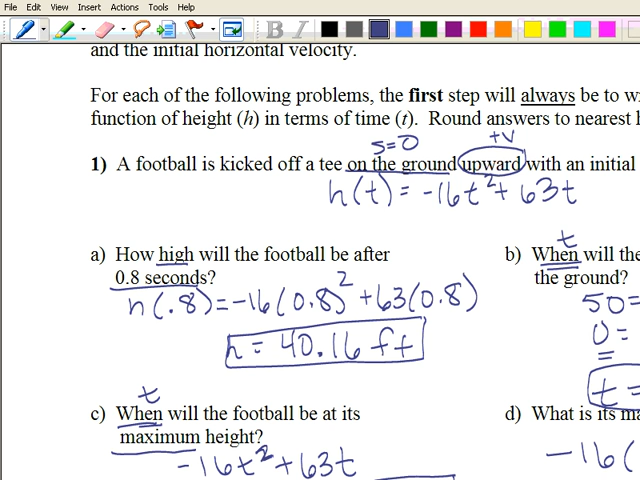 File Edit View Insert Actions Tools Help
and the initial horizontal velocity.
For each of the following problems, the first step will always be to w
function of height (h) in terms of time (t). Round answers to nearest h
s=0 +v
1) A football is kicked off a tee on the ground upward with an initial
h(t) = -16t²+ 63t
t
a) How high will the football be after b) When will the
0.8 seconds? the ground?
h(.8)=-16(0.8)² +63(0.8) 50=
h= 40.16 ft 0=
t=
t
c) When will the football be at its d) What is its ma
maximum height?
-16t²+63t -16(